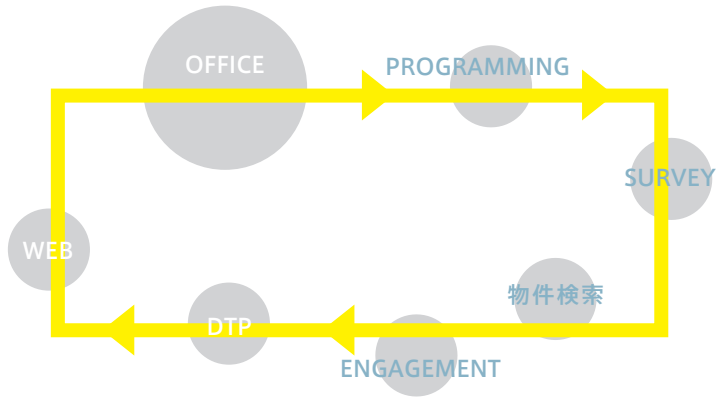 OFFICE
PROGRAMMING
SURVEY
WEB
物件検索
DTP
ENGAGEMENT